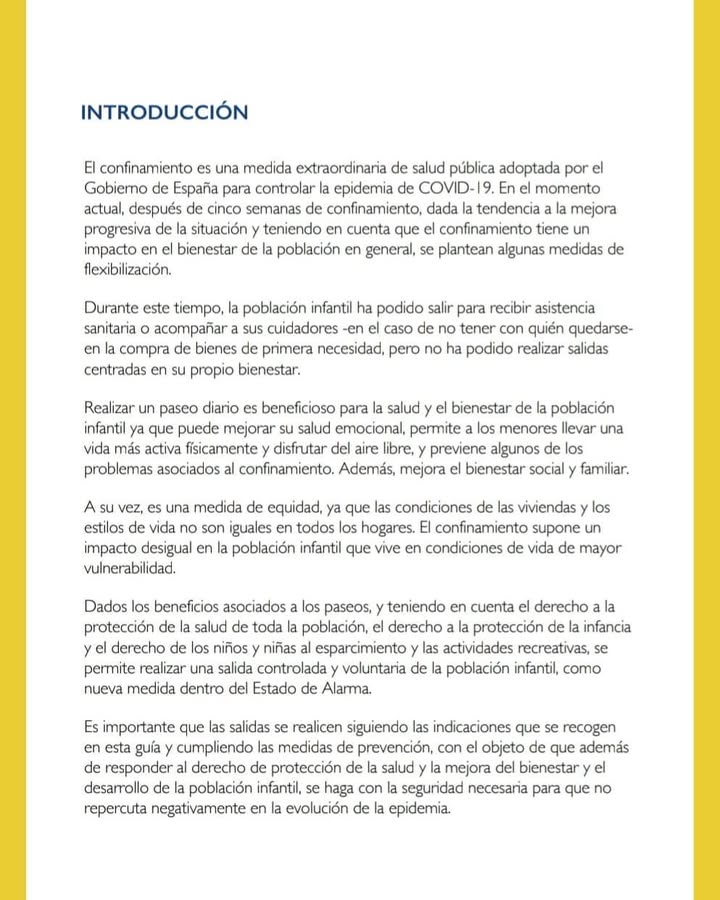 INTRODUCCIÓN
El confinamiento es una medida extraordinaria de salud pública adoptada por el
Gobierno de España para controlar la epidemia de COVID-19. En el momento
actual, después de cinco semanas de confinamiento, dada la tendencia a la mejora
progresiva de la situación y teniendo en cuenta que el confinamiento tiene un
impacto en el bienestar de la población en general, se plantean algunas medidas de
flexibilización.
Durante este tiempo, la población infantil ha podido salir para recibir asistencia
sanitaria o acompañar a sus cuidadores -en el caso de no tener con quién quedarse-
en la compra de bienes de primera necesidad, pero no ha podido realizar salidas
centradas en su propio bienestar.
Realizar un paseo diario es beneficioso para la salud y el bienestar de la población
infantil ya que puede mejorar su salud emocional, permite a los menores llevar una
vida más activa físicamente y disfrutar del aire libre, y previene algunos de los
problemas asociados al confinamiento. Además, mejora el bienestar social y familiar.
A su vez, es una medida de equidad, ya que las condiciones de las viviendas y los
estilos de vida no son iguales en todos los hogares. El confinamiento supone un
impacto desigual en la población infantil que vive en condiciones de vida de mayor
vulnerabilidad.
Dados los beneficios asociados a los paseos, y teniendo en cuenta el derecho a la
protección de la salud de toda la población, el derecho a la protección de la infancia
y el derecho de los niños y niñas al esparcimiento y las actividades recreativas, se
permite realizar una salida controlada y voluntaria de la población infantil, como
nueva medida dentro del Estado de Alarma.
Es importante que las salidas se realicen siguiendo las indicaciones que se recogen
en esta guía y cumpliendo las medidas de prevención, con el objeto de que además
de responder al derecho de protección de la salud y la mejora del bienestar y el
desarrollo de la población infantil, se haga con la seguridad necesaria para que no
repercuta negativamente en la evolución de la epidemia.